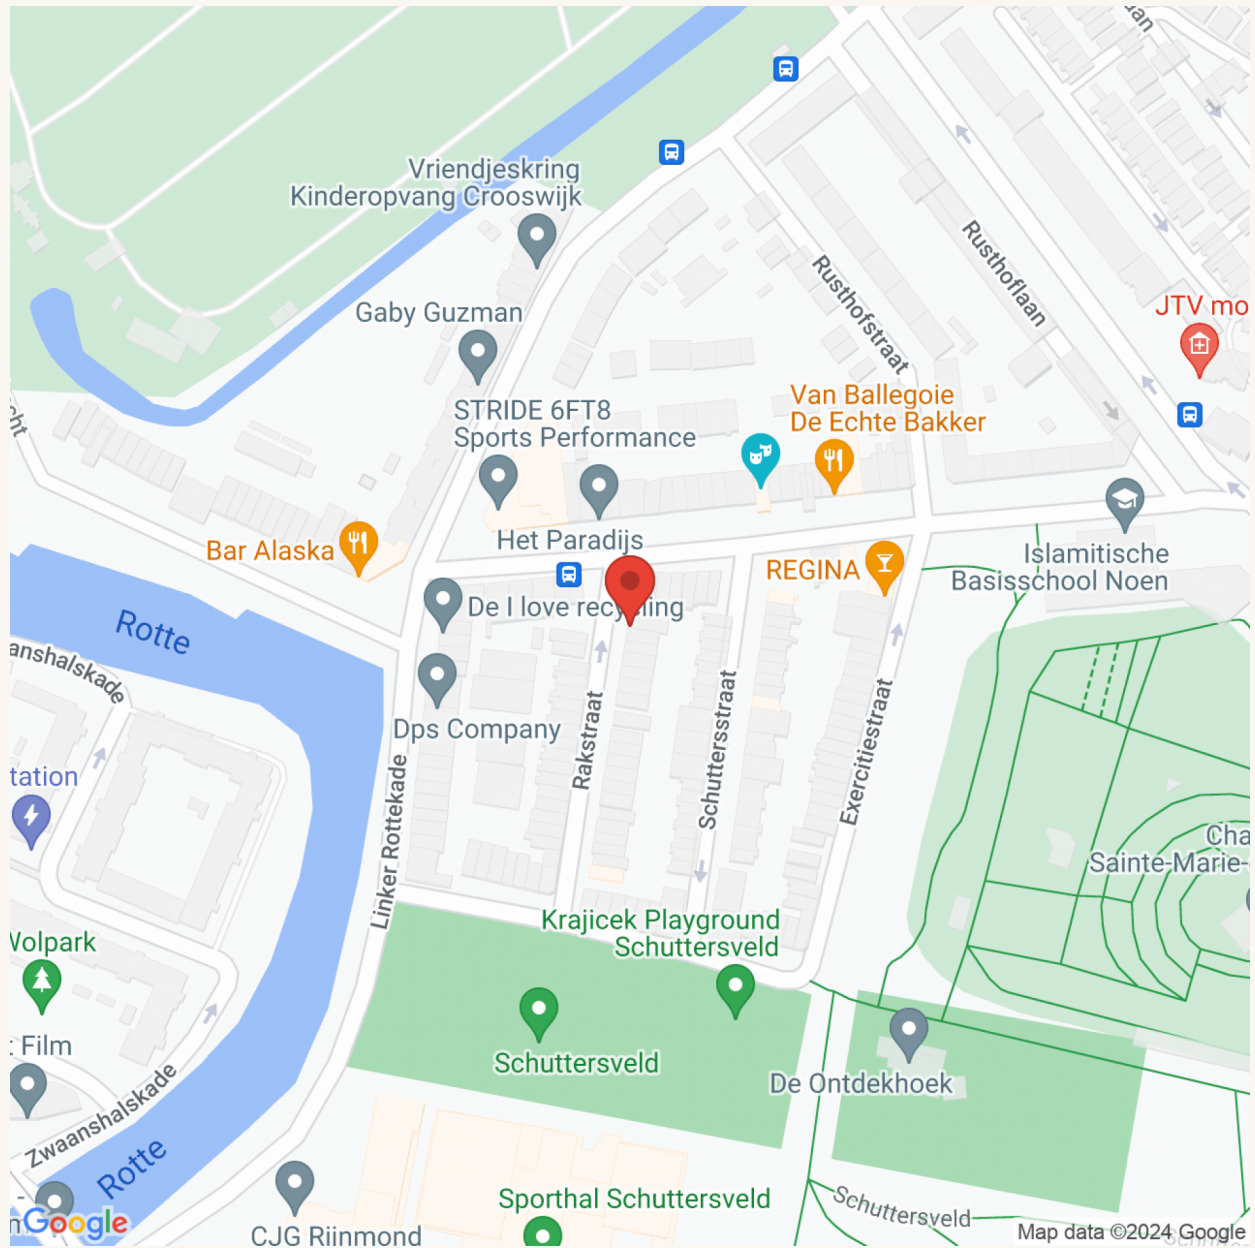 Vriendjeskring
Kinderopvang Crooswijk
Rusthoflaan
Rusthofstraat
JTV mo
Gaby Guzman
STRIDE 6FT8
Sports Performance
Van Ballegoie
De Echte Bakker
cht
Het Paradijs
Bar Alaska
REGINA
Islamitische
Basisschool Noen
De I love recycling
Rotte
anshalskade
Dps Company
Rakstraat
Schuttersstraat
Exercitiestraat
Linker Rottekade
tation
Cha
Sainte-Marie-
Krajicek Playground
Schuttersveld
Wolpark
Schuttersveld
t Film
De Ontdekhoek
Zwaanshalskade
Rotte
Sporthal Schuttersveld
Schuttersveld
CJG Rijnmond
Google
Map data ©2024 Google